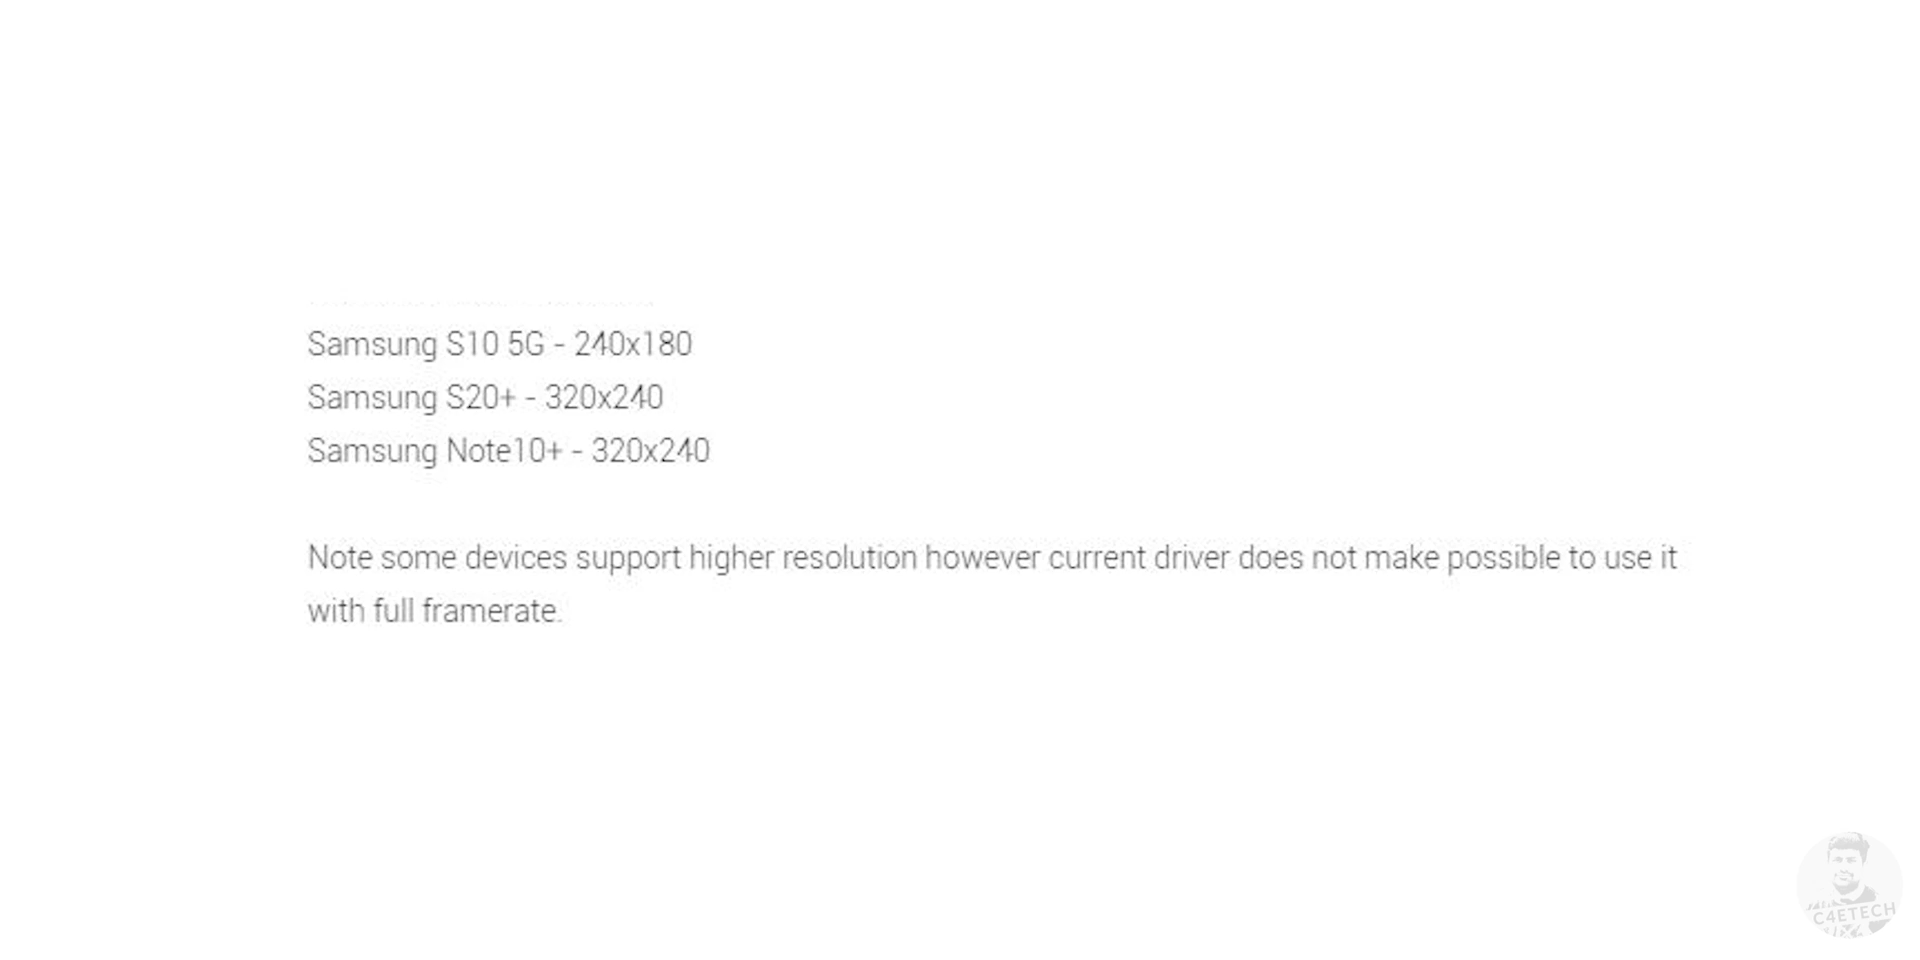 Samsung S10 5G - 240x180
Samsung S20+ - 320x240
Samsung Note10+ - 320x240
Note some devices support higher resolution however current driver does not make possible to use it
with full framerate.
C4ETECH